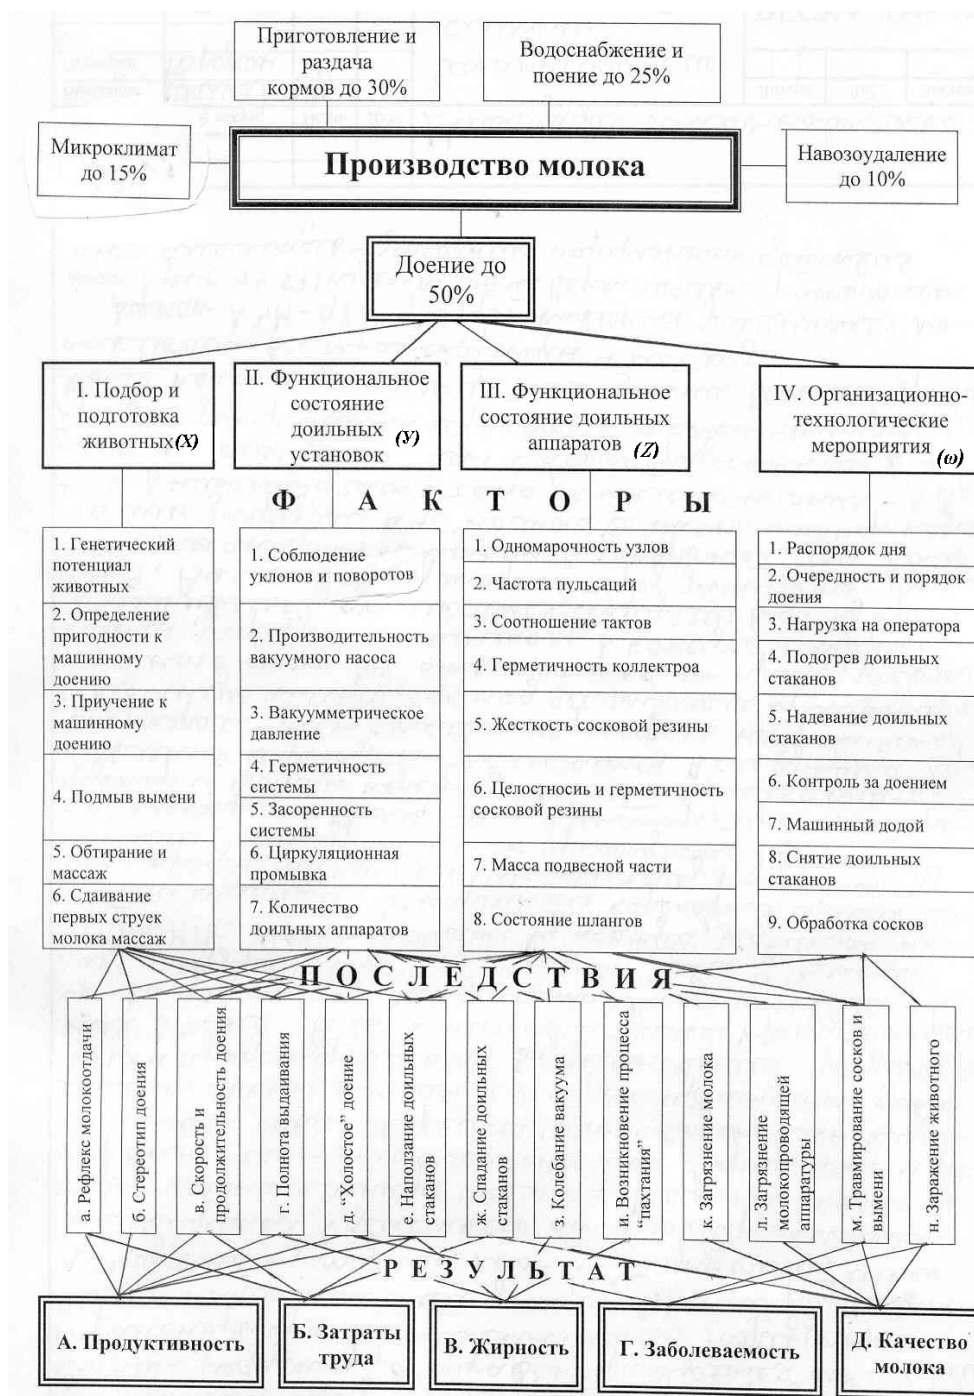 Приготовление и
раздача
кормов до 30%
Водоснабжение и
поение до 25%
Микроклимат
до 15%
Производство молока
Навозоудаление
до 10%
Доение до
50%
I. Подбор и
подготовка
животных(X)
II. Функциональное
состояние
доильных (У)
установок
III. Функциональное
состояние доильных
аппаратов (Z)
IV. Организационно-
технологические
мероприятия (ω)
Ф А К Т О Р Ы
1. Генетический
потенциал
животных
2. Определение
пригодности к
машинному
доению
3. Приучение к
машинному
доению
4. Подмыв вымени
5. Обтирание и
массаж
6. Сдаивание
первых струек
молока массаж
1. Соблюдение
уклонов и поворотов
2. Производительность
вакуумного насоса
3. Вакуумметрическое
давление
4. Герметичность
системы
5. Засоренность
системы
6. Циркуляционная
промывка
7. Количество
доильных аппаратов
1. Одномарочность узлов
2. Частота пульсаций
3. Соотношение тактов
4. Герметичность коллектроа
5. Жесткость сосковой резины
6. Целостносиь и герметичность
сосковой резины
7. Масса подвесной части
8. Состояние шлангов
1. Распорядок дня
2. Очередность и порядок
доения
3. Нагрузка на оператора
4. Подогрев доильных
стаканов
5. Надевание доильных
стаканов
6. Контроль за доением
7. Машинный додой
8. Снятие доильных
стаканов
9. Обработка сосков
П О С Л Е Д С Т В И Я
а. Рефлекс молокоотдачи
б. Стереотип доения
в. Скорость и
продолжительность доения
г. Полнота выдаивания
д. “Холостое” доение
е. Наползание доильных
стаканов
ж. Спадание доильных
стаканов
з. Колебание вакуума
и. Возникновение процесса
“пахтания”
к. Загрязнение молока
л. Загрязнение
молокопроводящей
аппаратуры
м. Травмирование сосков и
вымени
н. Заражение животного
Р Е З У Л Ь Т А Т
А. Продуктивность
Б. Затраты
труда
В. Жирность
Г. Заболеваемость
Д. Качество
молока